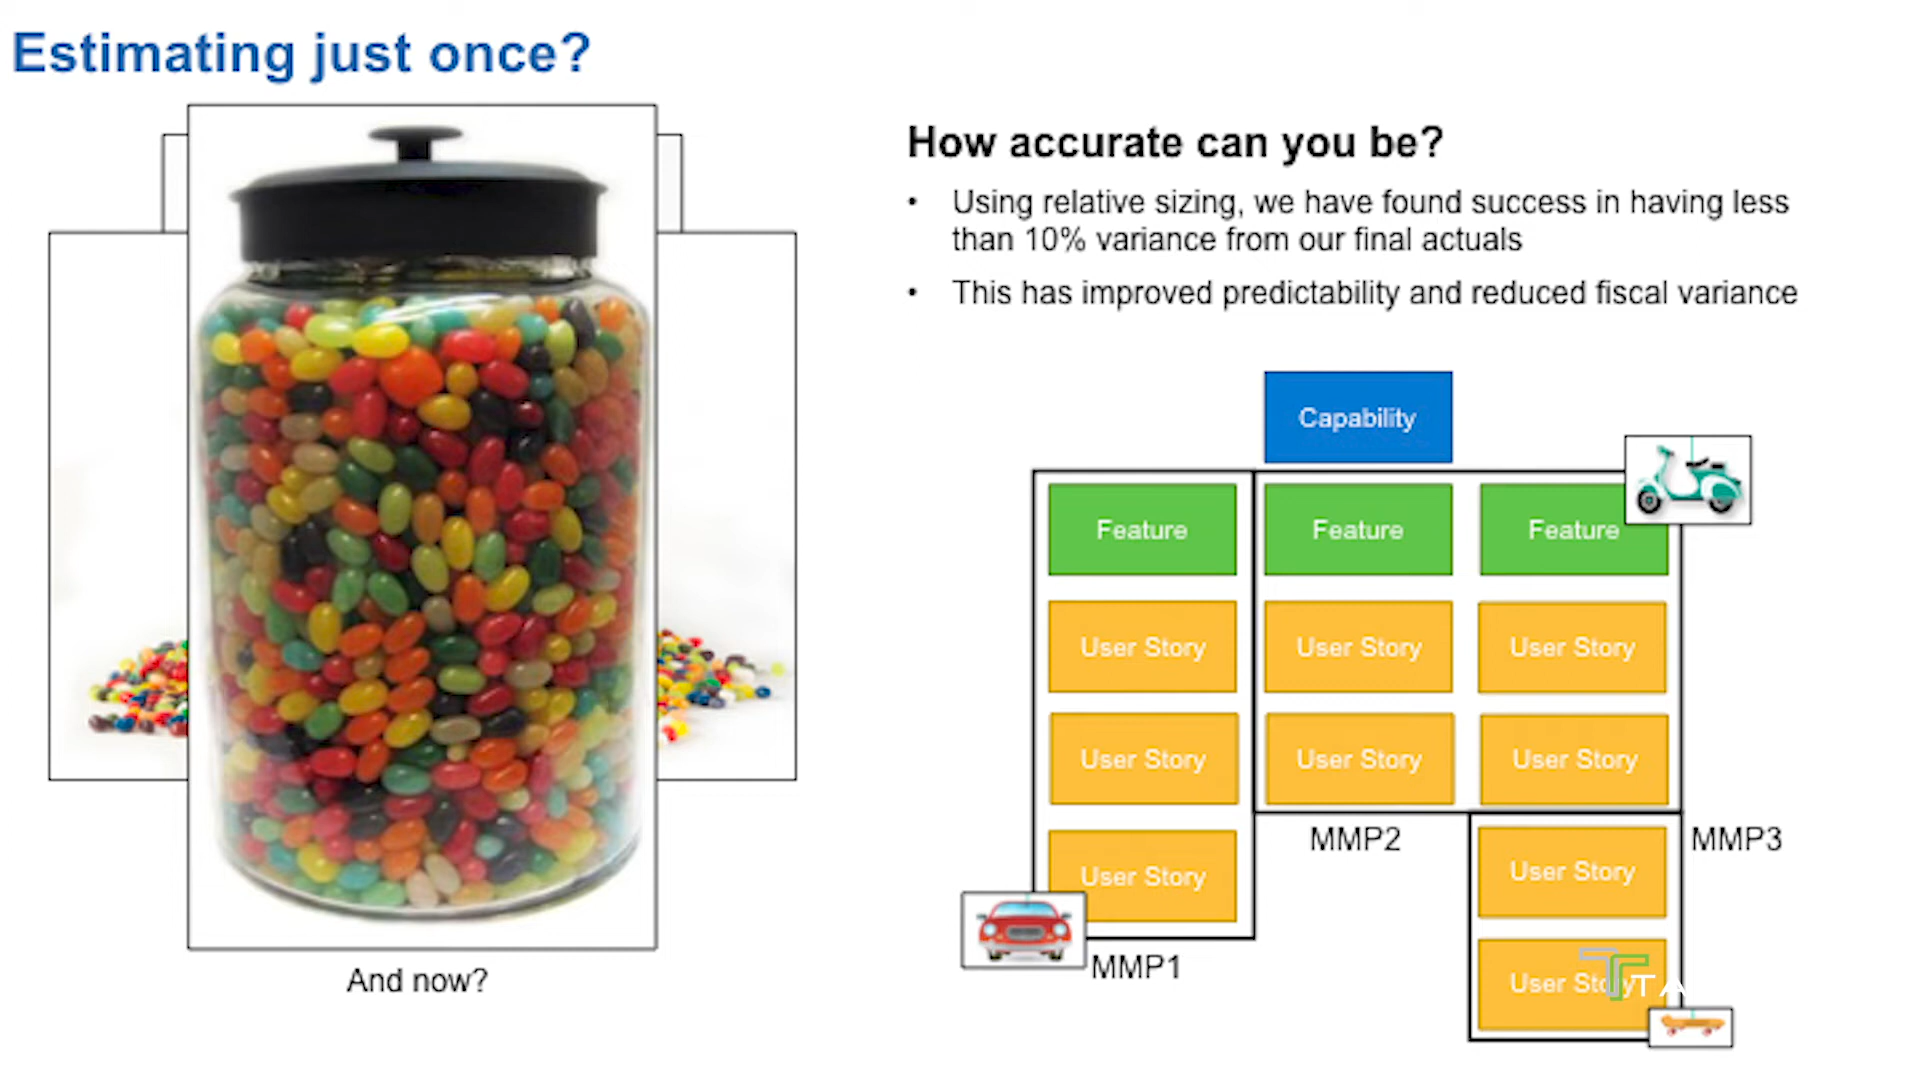 Estimating just once?
How accurate can you be?
• Using relative sizing, we have found success in having less
than 10% variance from our final actuals
• This has improved predictability and reduced fiscal variance
Capability
Feature Feature Feature
User Story User Story User Story
User Story User Story User Story
MMP2 MMP3
User Story User Story
MMP1
User Story
And now?